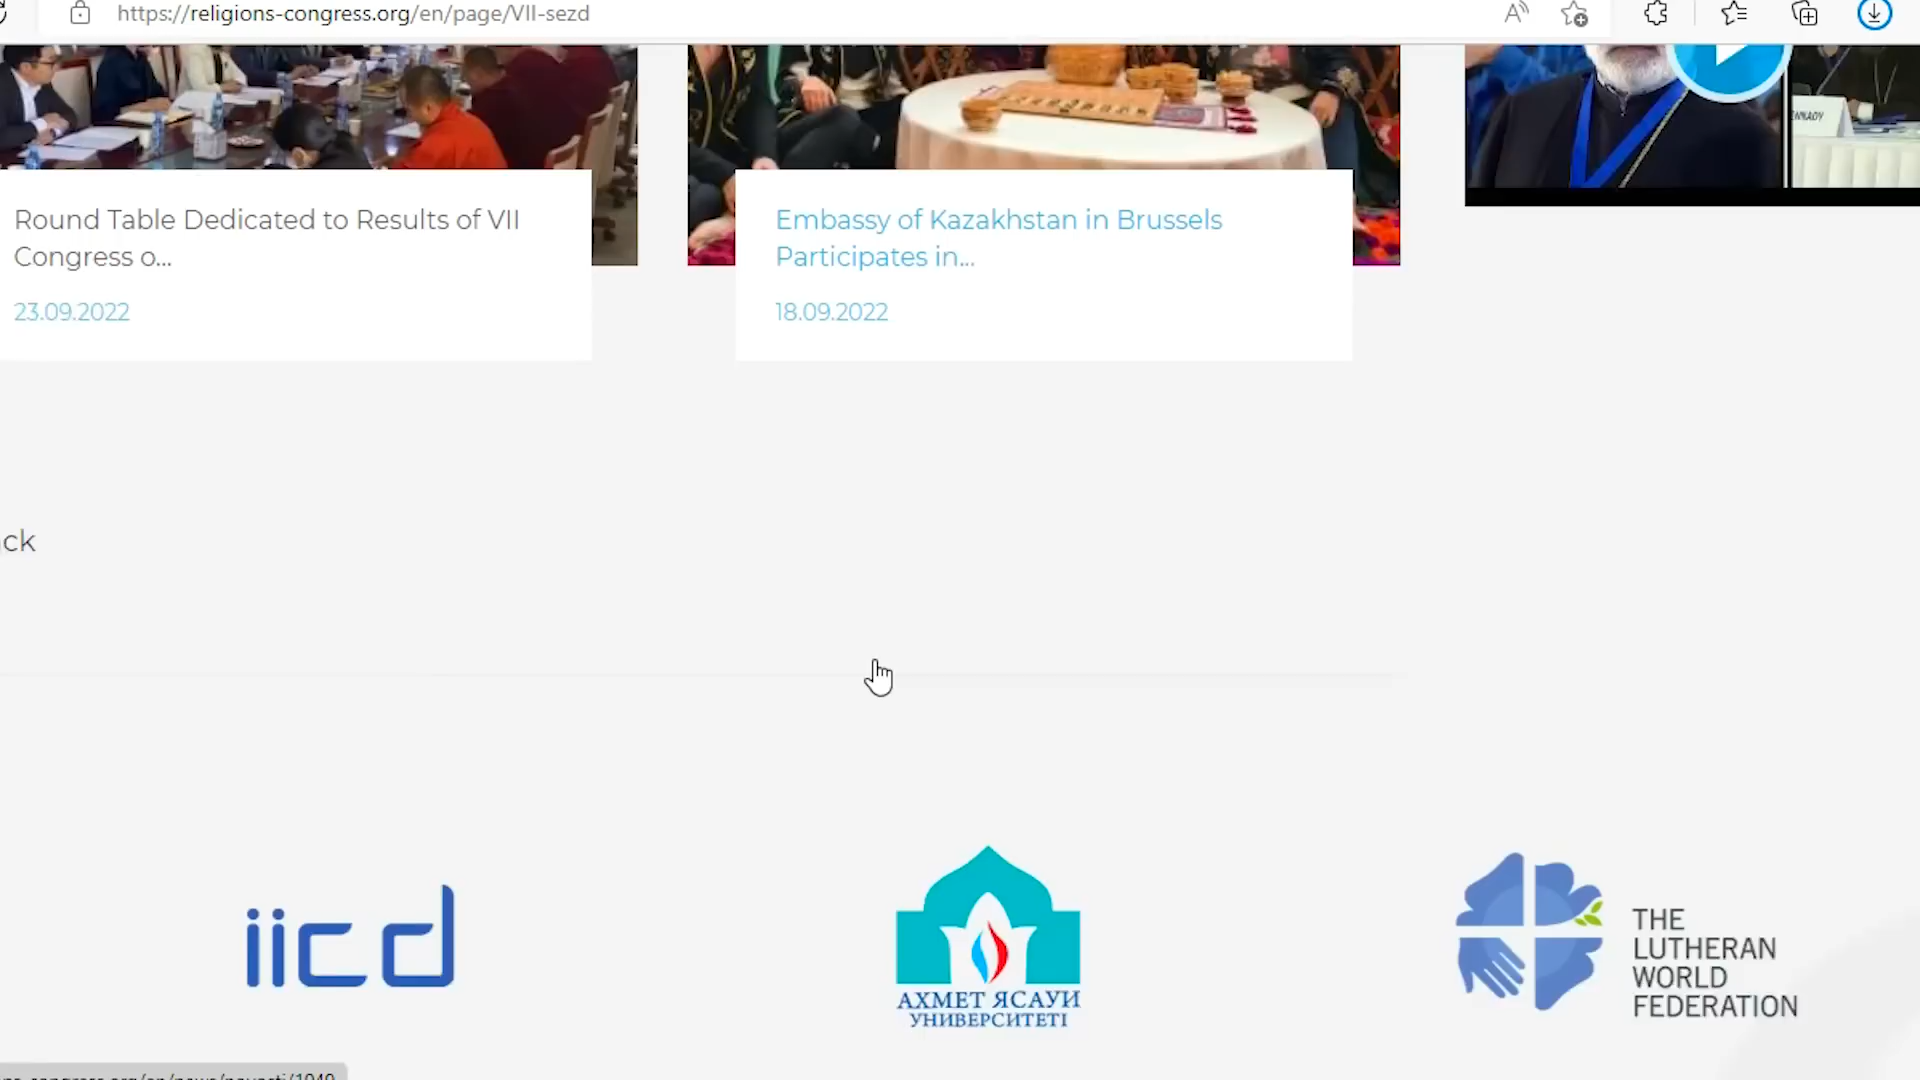 https://religions-congress.org/en/page/VII-sezd
Round Table Dedicated to Results of VII
Congress o...
23.09.2022
Embassy of Kazakhstan in Brussels
Participates in...
18.09.2022
ck
iicd
АХМЕТ ЯСАУИ
УНИВЕРСИТЕТІ
THE
LUTHERAN
WORLD
FEDERATION